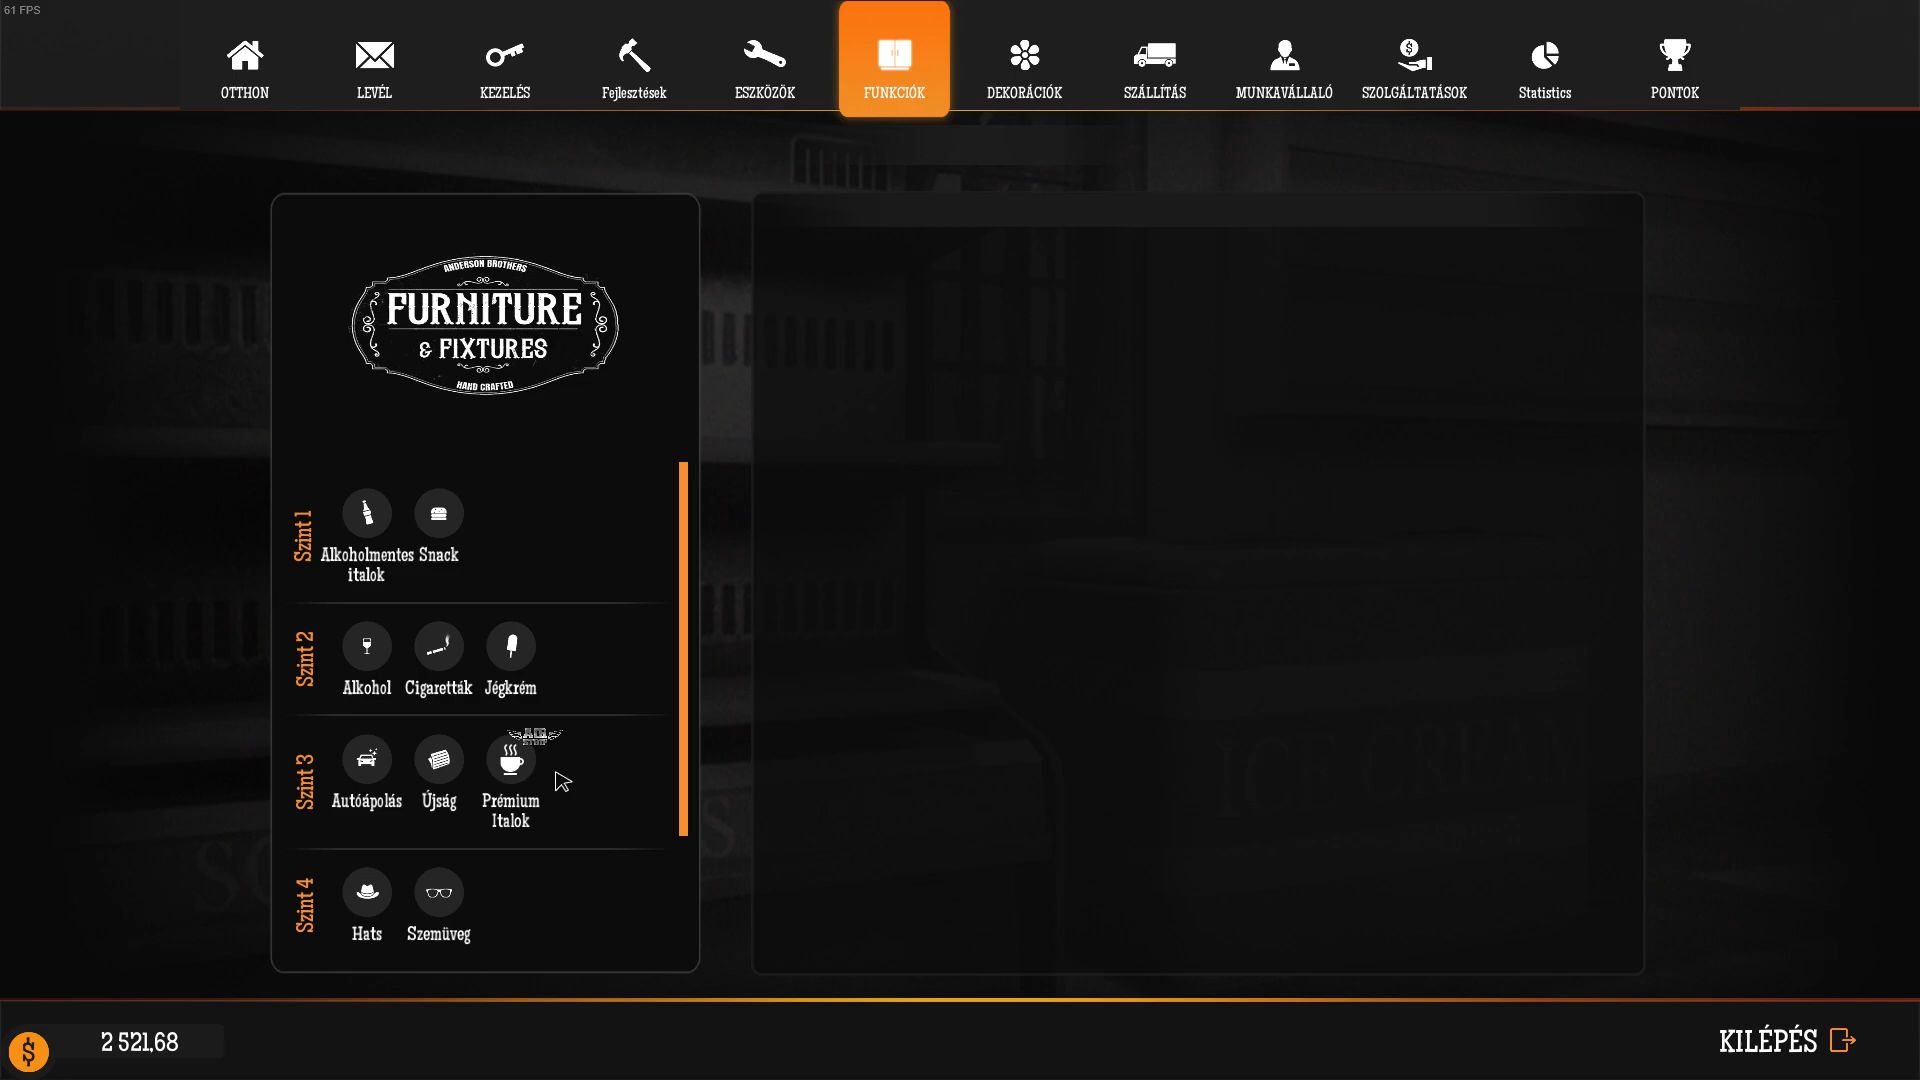 61 FPS
OTTHON
LEVÉL
KEZELÉS
Fejlesztések
ESZKÖZÖK
FUNKCIÓK
DEKORÁCIÓK
SZÁLLÍTÁS
MUNKAVÁLLALÓ
SZOLGÁLTATÁSOK
Statistics
PONTOK
ANDERSON BROTHERS
FURNITURE
& FIXTURES
HAND CRAFTED
Szint 1
Alkoholmentes italok
Snack
Szint 2
Alkohol
Cigaretták
Jégkrém
Szint 3
Autóápolás
Újság
Prémium Italok
Szint 4
Hats
Szemüveg
ICE CREAM
2 521,68
KILÉPÉS